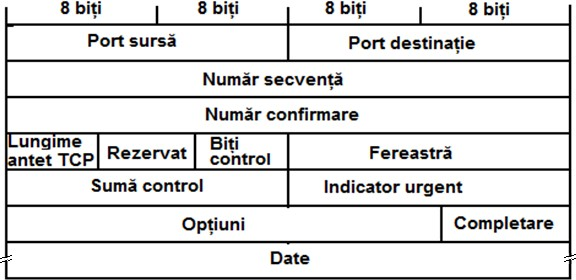 8 biți 8 biți 8 biți 8 biți
Port sursă Port destinație
Număr secvență
Număr confirmare
Lungime antet TCP Rezervat Biți control Fereastră
Sumă control Indicator urgent
Opțiuni Completare
Date